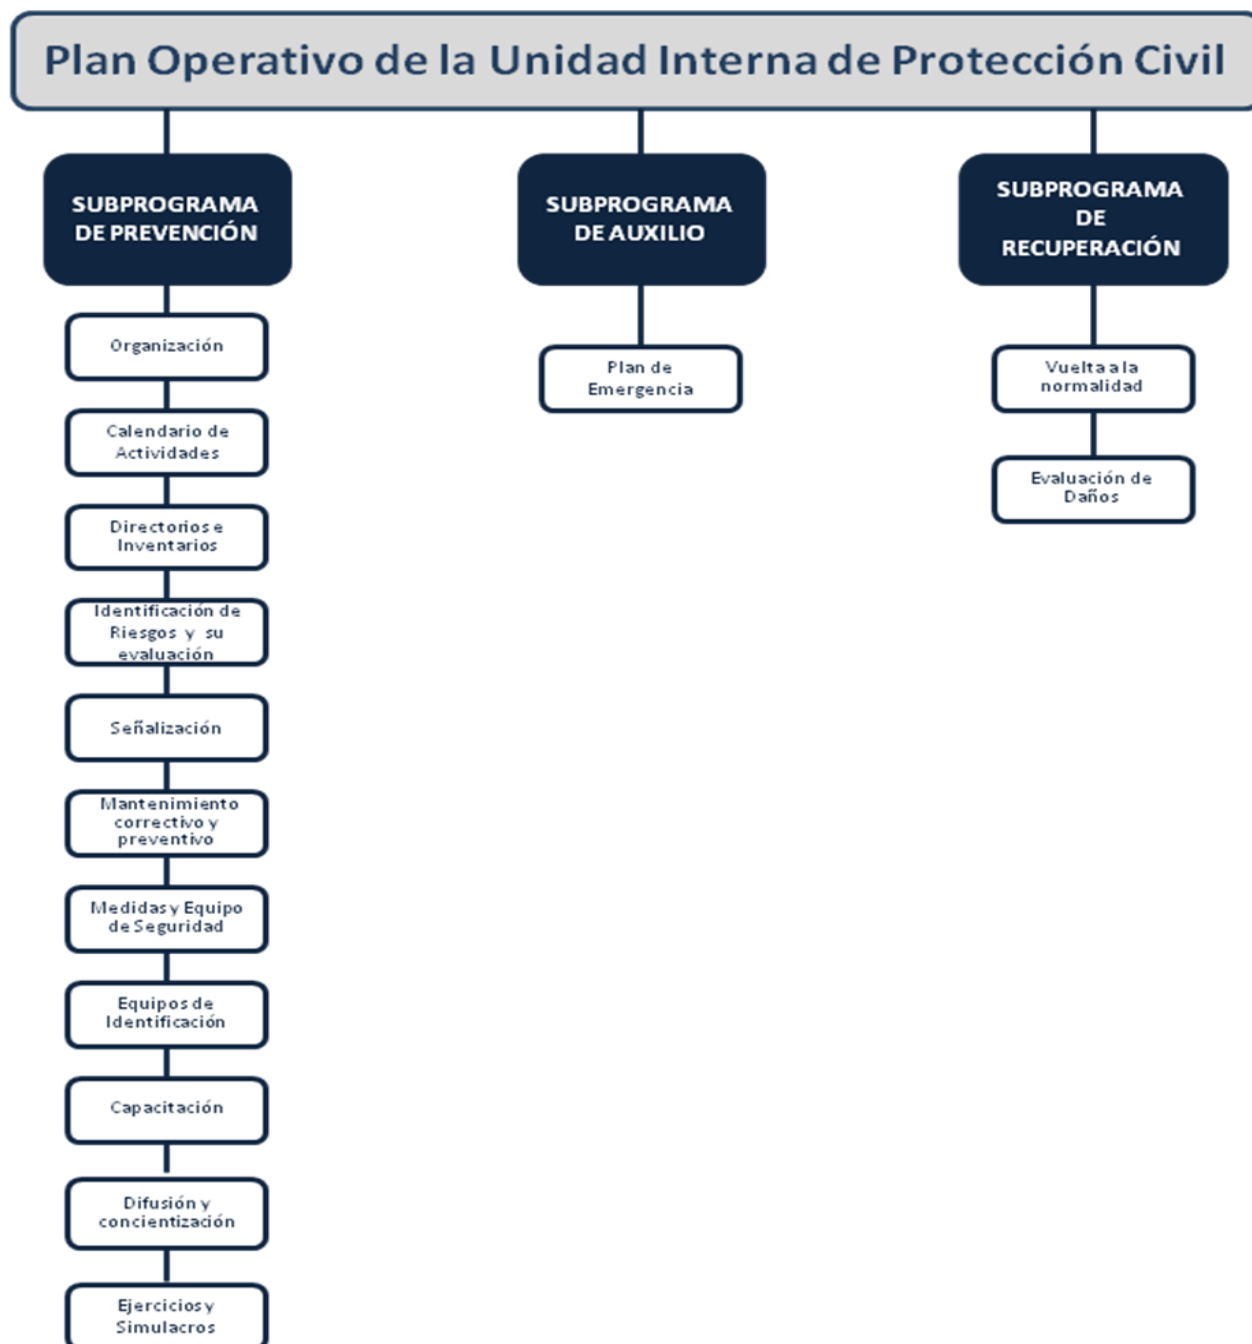 Plan Operativo de la Unidad Interna de Protección Civil
SUBPROGRAMA
DE PREVENCIÓN
Organización
Calendario de
Actividades
Directorios e
Inventarios
Identificación de
Riesgos y su
evaluación
Señalización
Mantenimiento
correctivo y
preventivo
Medidas y Equipo
de Seguridad
Equipos de
Identificación
Capacitación
Difusión y
concientización
Ejercicios y
Simulacros
SUBPROGRAMA
DE AUXILIO
Plan de
Emergencia
SUBPROGRAMA
DE
RECUPERACIÓN
Vuelta a la
normalidad
Evaluación de
Daños